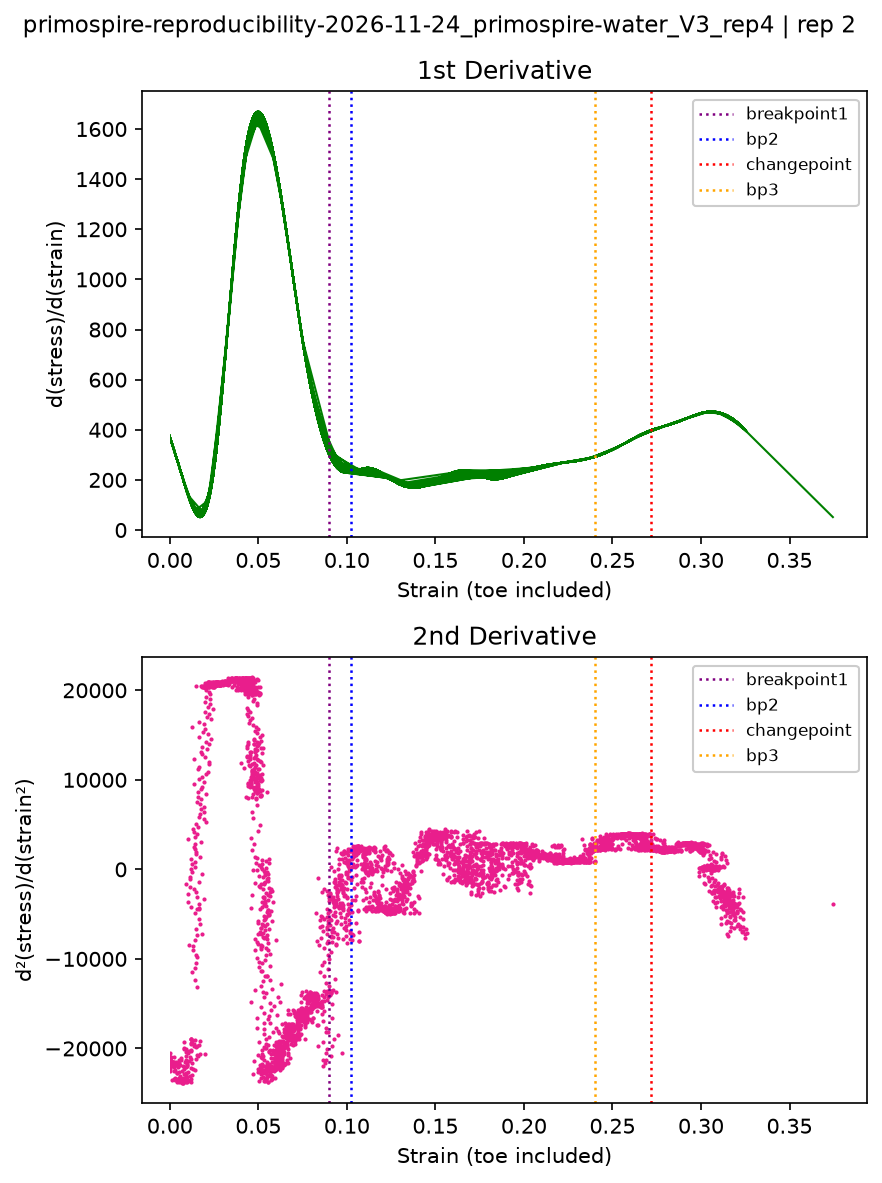 primospire-reproducibility-2026-11-24_primospire-water_V3_rep4 | rep 2
1st Derivative
1600
1400
1200
1000
800
600
400
200
0
d(stress)/d(strain)
breakpoint1
bp2
changepoint
bp3
0.00 0.05 0.10 0.15 0.20 0.25 0.30 0.35
Strain (toe included)
2nd Derivative
20000
10000
0
−10000
−20000
d²(stress)/d(strain²)
breakpoint1
bp2
changepoint
bp3
0.00 0.05 0.10 0.15 0.20 0.25 0.30 0.35
Strain (toe included)